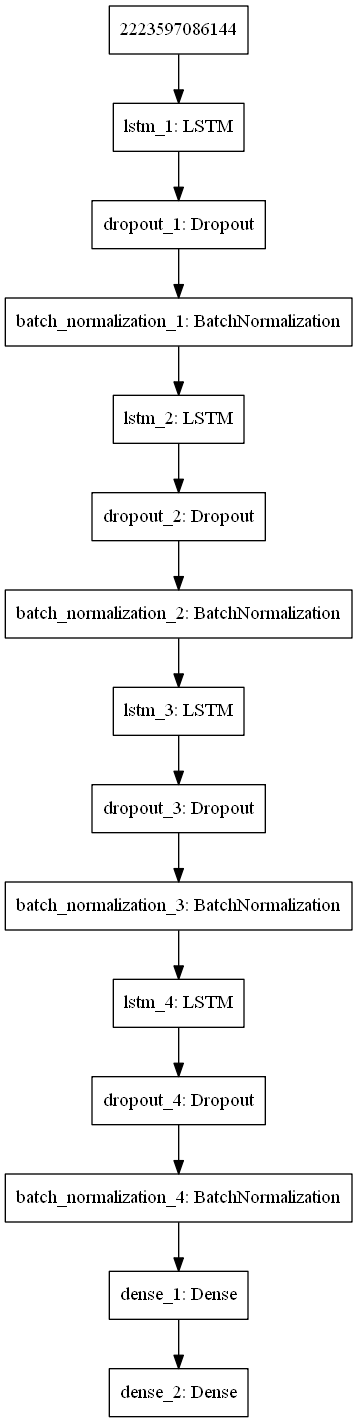 2223597086144
lstm_1: LSTM
dropout_1: Dropout
batch_normalization_1: BatchNormalization
lstm_2: LSTM
dropout_2: Dropout
batch_normalization_2: BatchNormalization
lstm_3: LSTM
dropout_3: Dropout
batch_normalization_3: BatchNormalization
lstm_4: LSTM
dropout_4: Dropout
batch_normalization_4: BatchNormalization
dense_1: Dense
dense_2: Dense